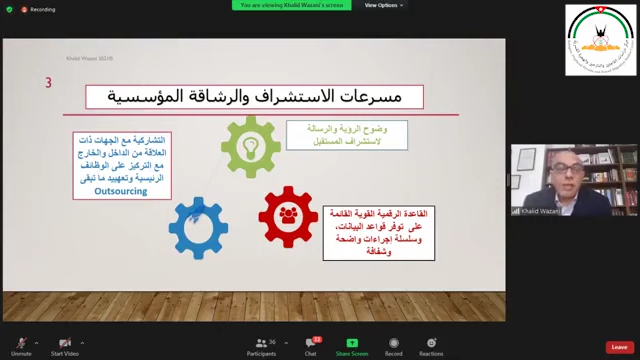 Recording
You are viewing Khalid Wazani's screen
View Options
Khalid Wazani 2021©
3
مسرعات الاستشراف والرشاقة المؤسسية
وضوح الرؤية والرسالة
لاستشراف المستقبل
التشاركية مع الجهات ذات
العلاقة من الداخل والخارج
مع التركيز على الوظائف
الرئيسية وتعهييد ما تبقى
Outsourcing
القاعدة الرقمية القوية القائمة
على توفر قواعد البيانات،
وسلسلة إجراءات واضحة
وشفافة
Khalid Wazani
Unmute
Start Video
Participants
36
Chat
Share Screen
Record
Reactions
Leave